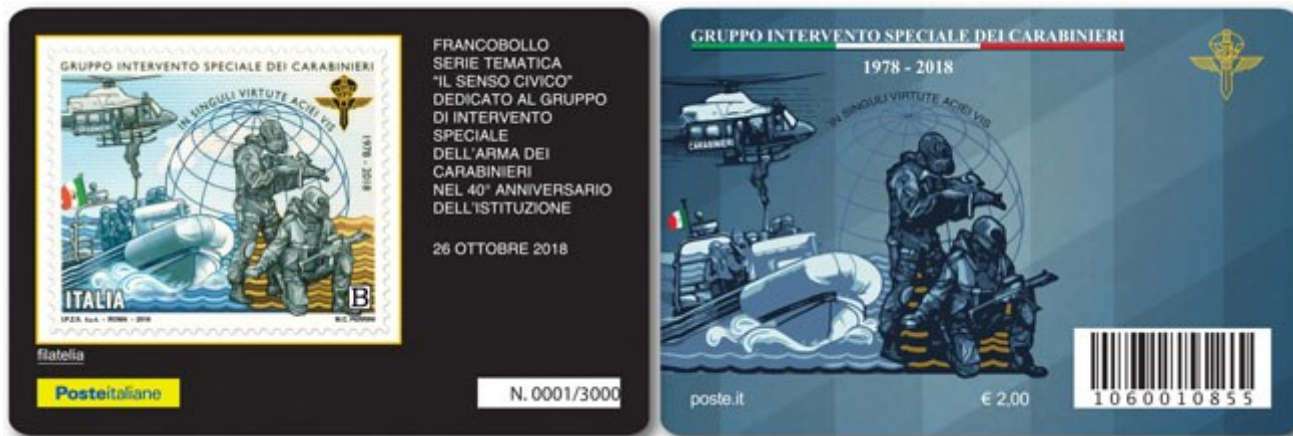 GRUPPO INTERVENTO SPECIALE DEI CARABINIERI
IN SINGULI VIRTUTE ACIEI VIS
1978 - 2018
ITALIA
B
I.P.Z.S. S.p.A. - ROMA - 2018
filatelia
Posteitaliane
FRANCOBOLLO
SERIE TEMATICA
"IL SENSO CIVICO"
DEDICATO AL GRUPPO
DI INTERVENTO
SPECIALE
DELL'ARMA DEI
CARABINIERI
NEL 40° ANNIVERSARIO
DELL'ISTITUZIONE
26 OTTOBRE 2018
N. 0001/3000
GRUPPO INTERVENTO SPECIALE DEI CARABINIERI
1978 - 2018
IN SINGULI VIRTUTE ACIEI VIS
CARABINIERI
poste.it
€ 2,00
1060010855